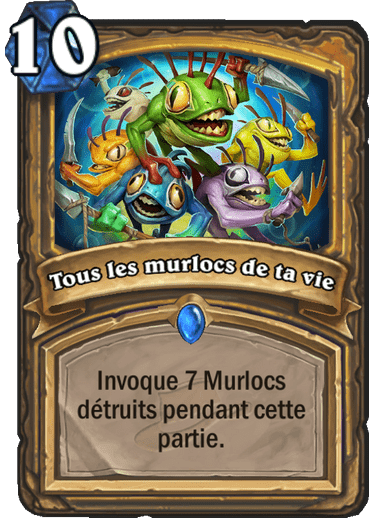 10
Tous les murlocs de ta vie
Invoque 7 Murlocs
détruits pendant cette
partie.